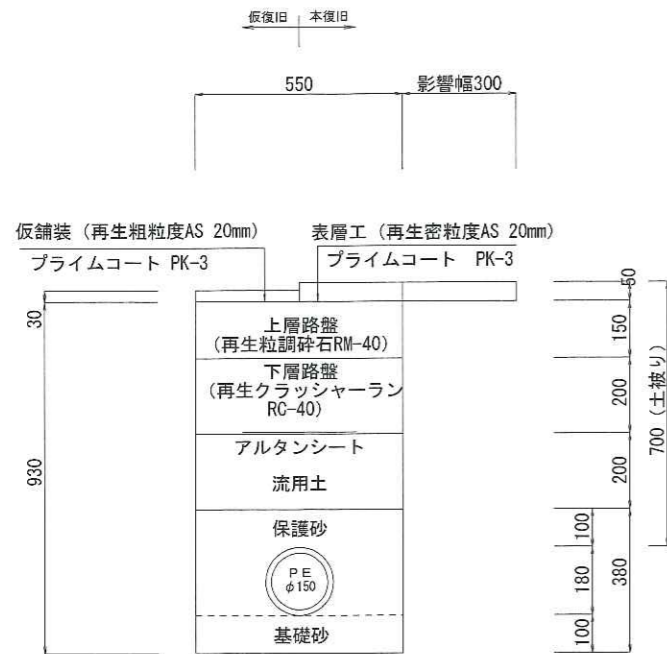 仮復旧 本復旧
550 影響幅300
仮舗装（再生粗粒度AS 20mm） 表層工（再生密粒度AS 20mm）
プライムコート PK-3 プライムコート PK-3
30
50
上層路盤
（再生粒調砕石RM-40）
150
下層路盤
（再生クラッシャーラン
RC-40）
200
700（土被り）
アルタンシート
930
流用土
200
保護砂
100
PE
φ150
180
380
基礎砂
100